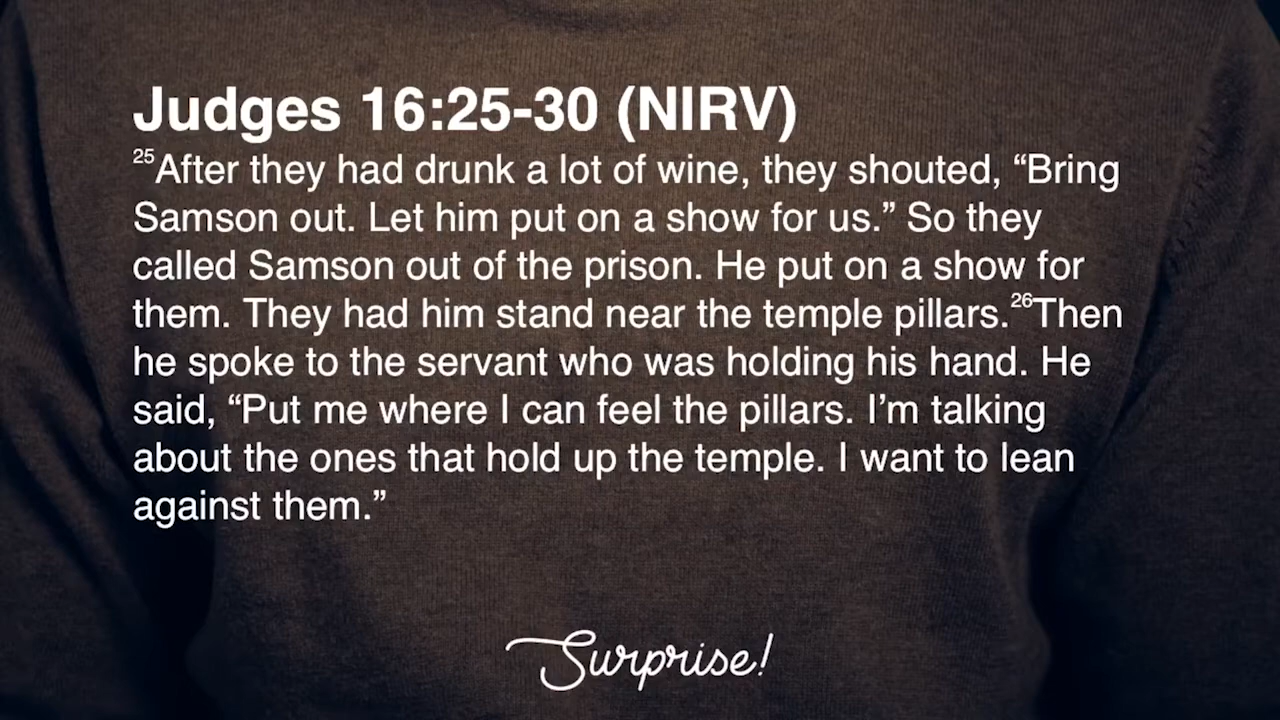 Judges 16:25-30 (NIRV)
25After they had drunk a lot of wine, they shouted, “Bring
Samson out. Let him put on a show for us.” So they
called Samson out of the prison. He put on a show for
them. They had him stand near the temple pillars.26Then
he spoke to the servant who was holding his hand. He
said, “Put me where I can feel the pillars. I’m talking
about the ones that hold up the temple. I want to lean
against them.”
Surprise!